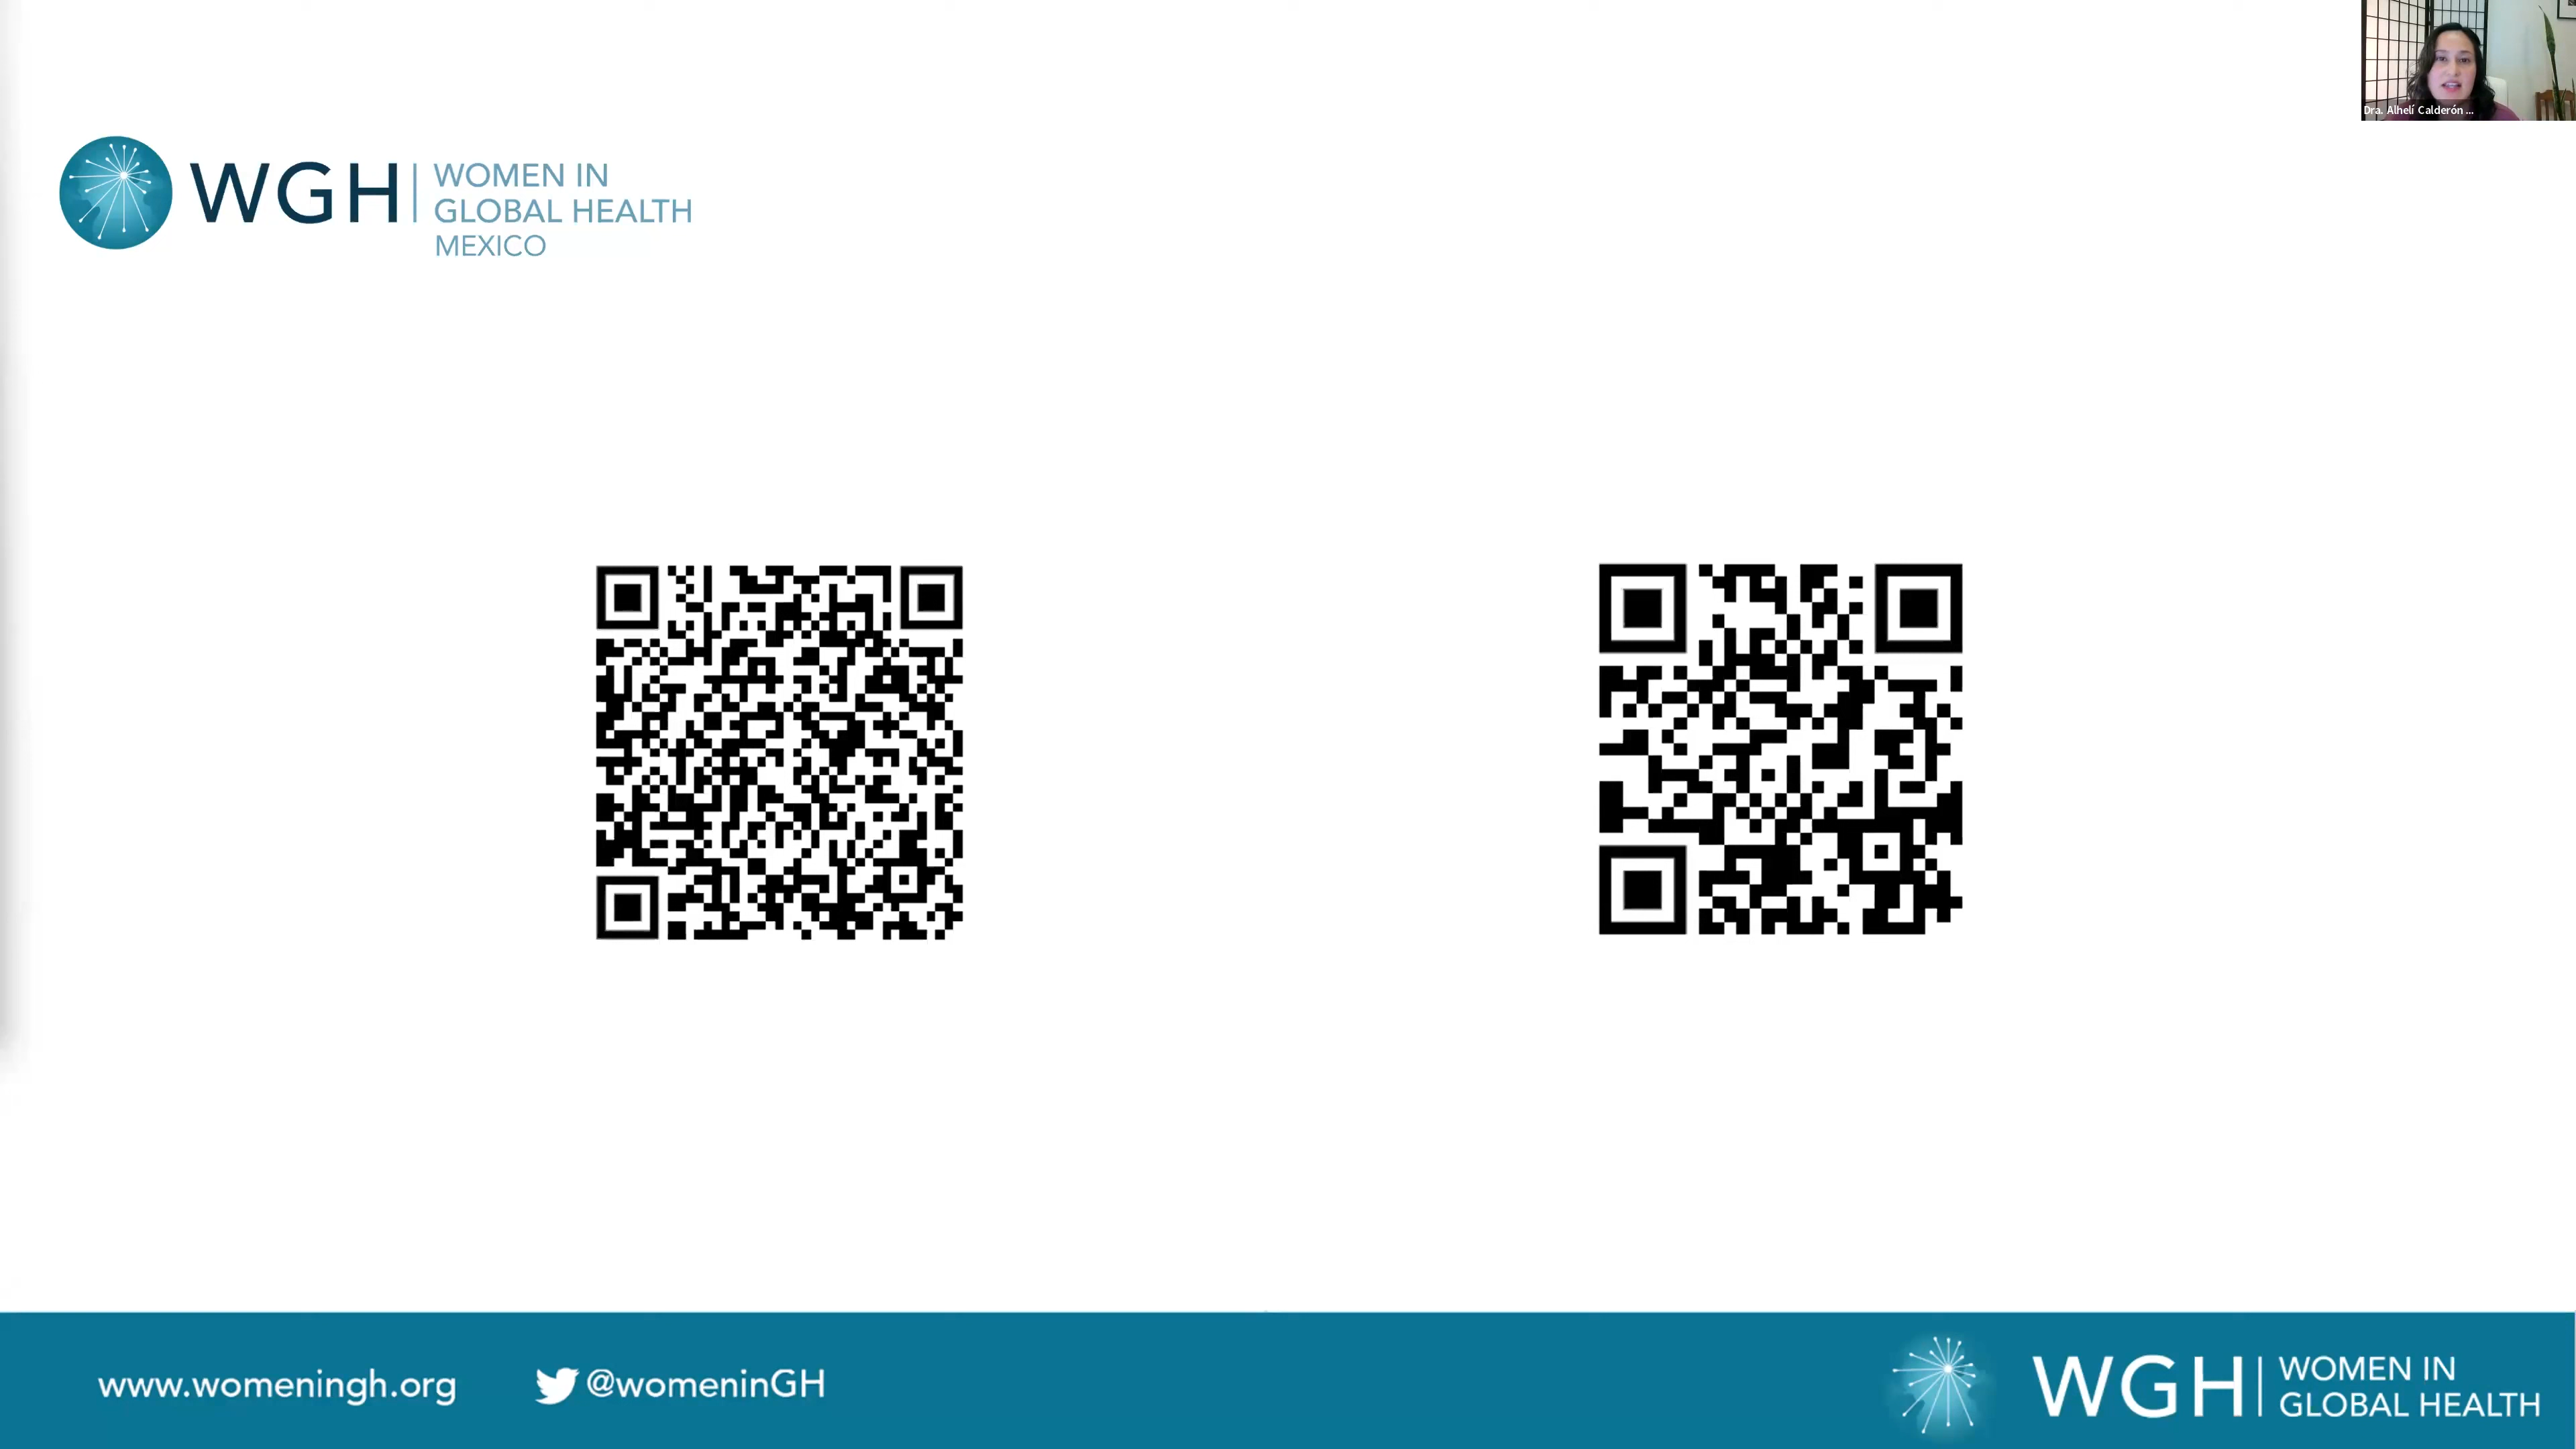 Dra. Alhelí Calderón ...
WGH
WOMEN IN
GLOBAL HEALTH
MEXICO
www.womeningh.org
@womeninGH
WGH
WOMEN IN
GLOBAL HEALTH